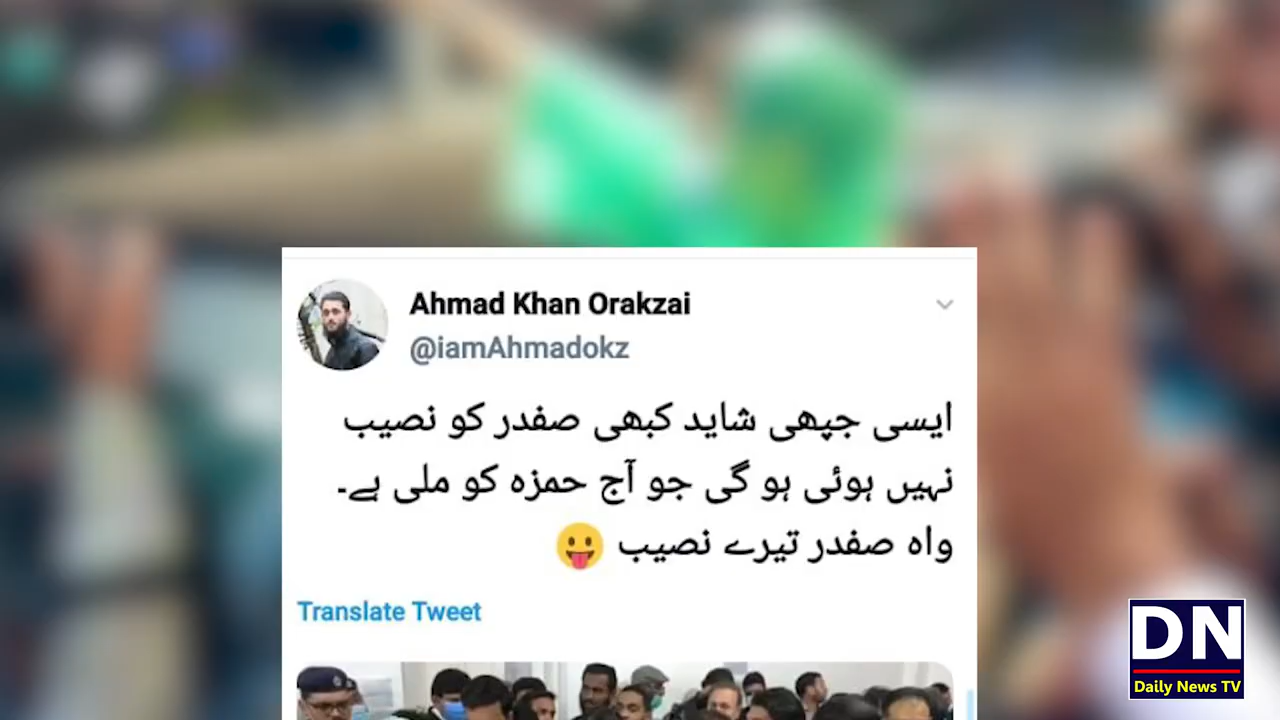 Ahmad Khan Orakzai
@iamAhmadokz
ایسی جپھی شاید کبھی صفدر کو نصیب
نہیں ہوئی ہو گی جو آج حمزہ کو ملی ہے۔
واہ صفدر تیرے نصیب 😛
Translate Tweet
DN
Daily News TV